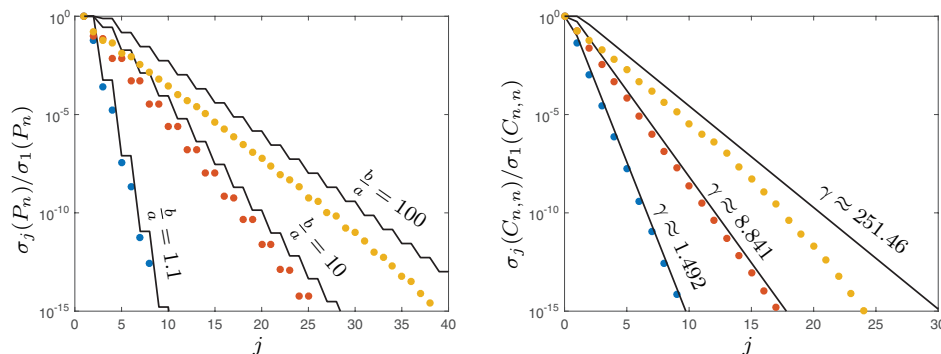 10^0
10^-5
10^-10
10^-15
σ_j(P_n)/σ_1(P_n)
b/a = 100
b/a = 10
b/a = 1.1
0 5 10 15 20 25 30 35 40
j
10^0
10^-5
10^-10
10^-15
σ_j(C_{n,n})/σ_1(C_{n,n})
γ ≈ 251.46
γ ≈ 8.841
γ ≈ 1.492
0 5 10 15 20 25 30
j